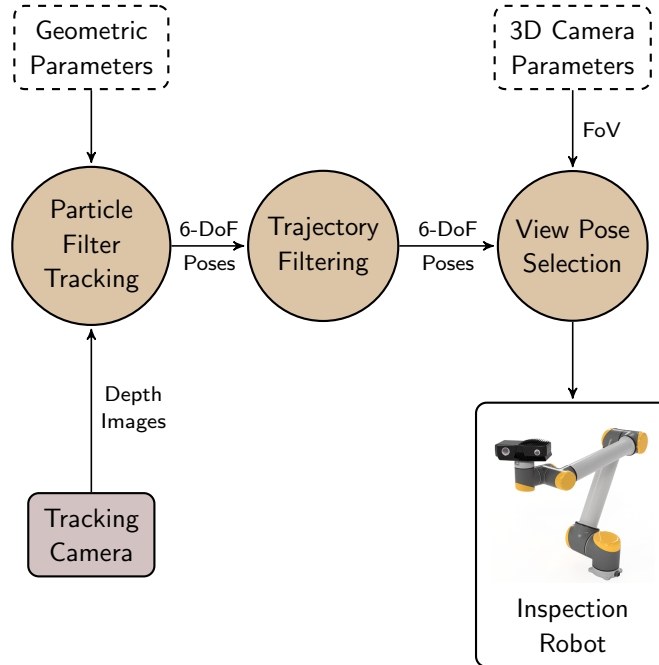 Geometric
Parameters
3D Camera
Parameters
FoV
Particle
Filter
Tracking
6-DoF
Poses
Trajectory
Filtering
6-DoF
Poses
View Pose
Selection
Depth
Images
Tracking
Camera
Inspection
Robot